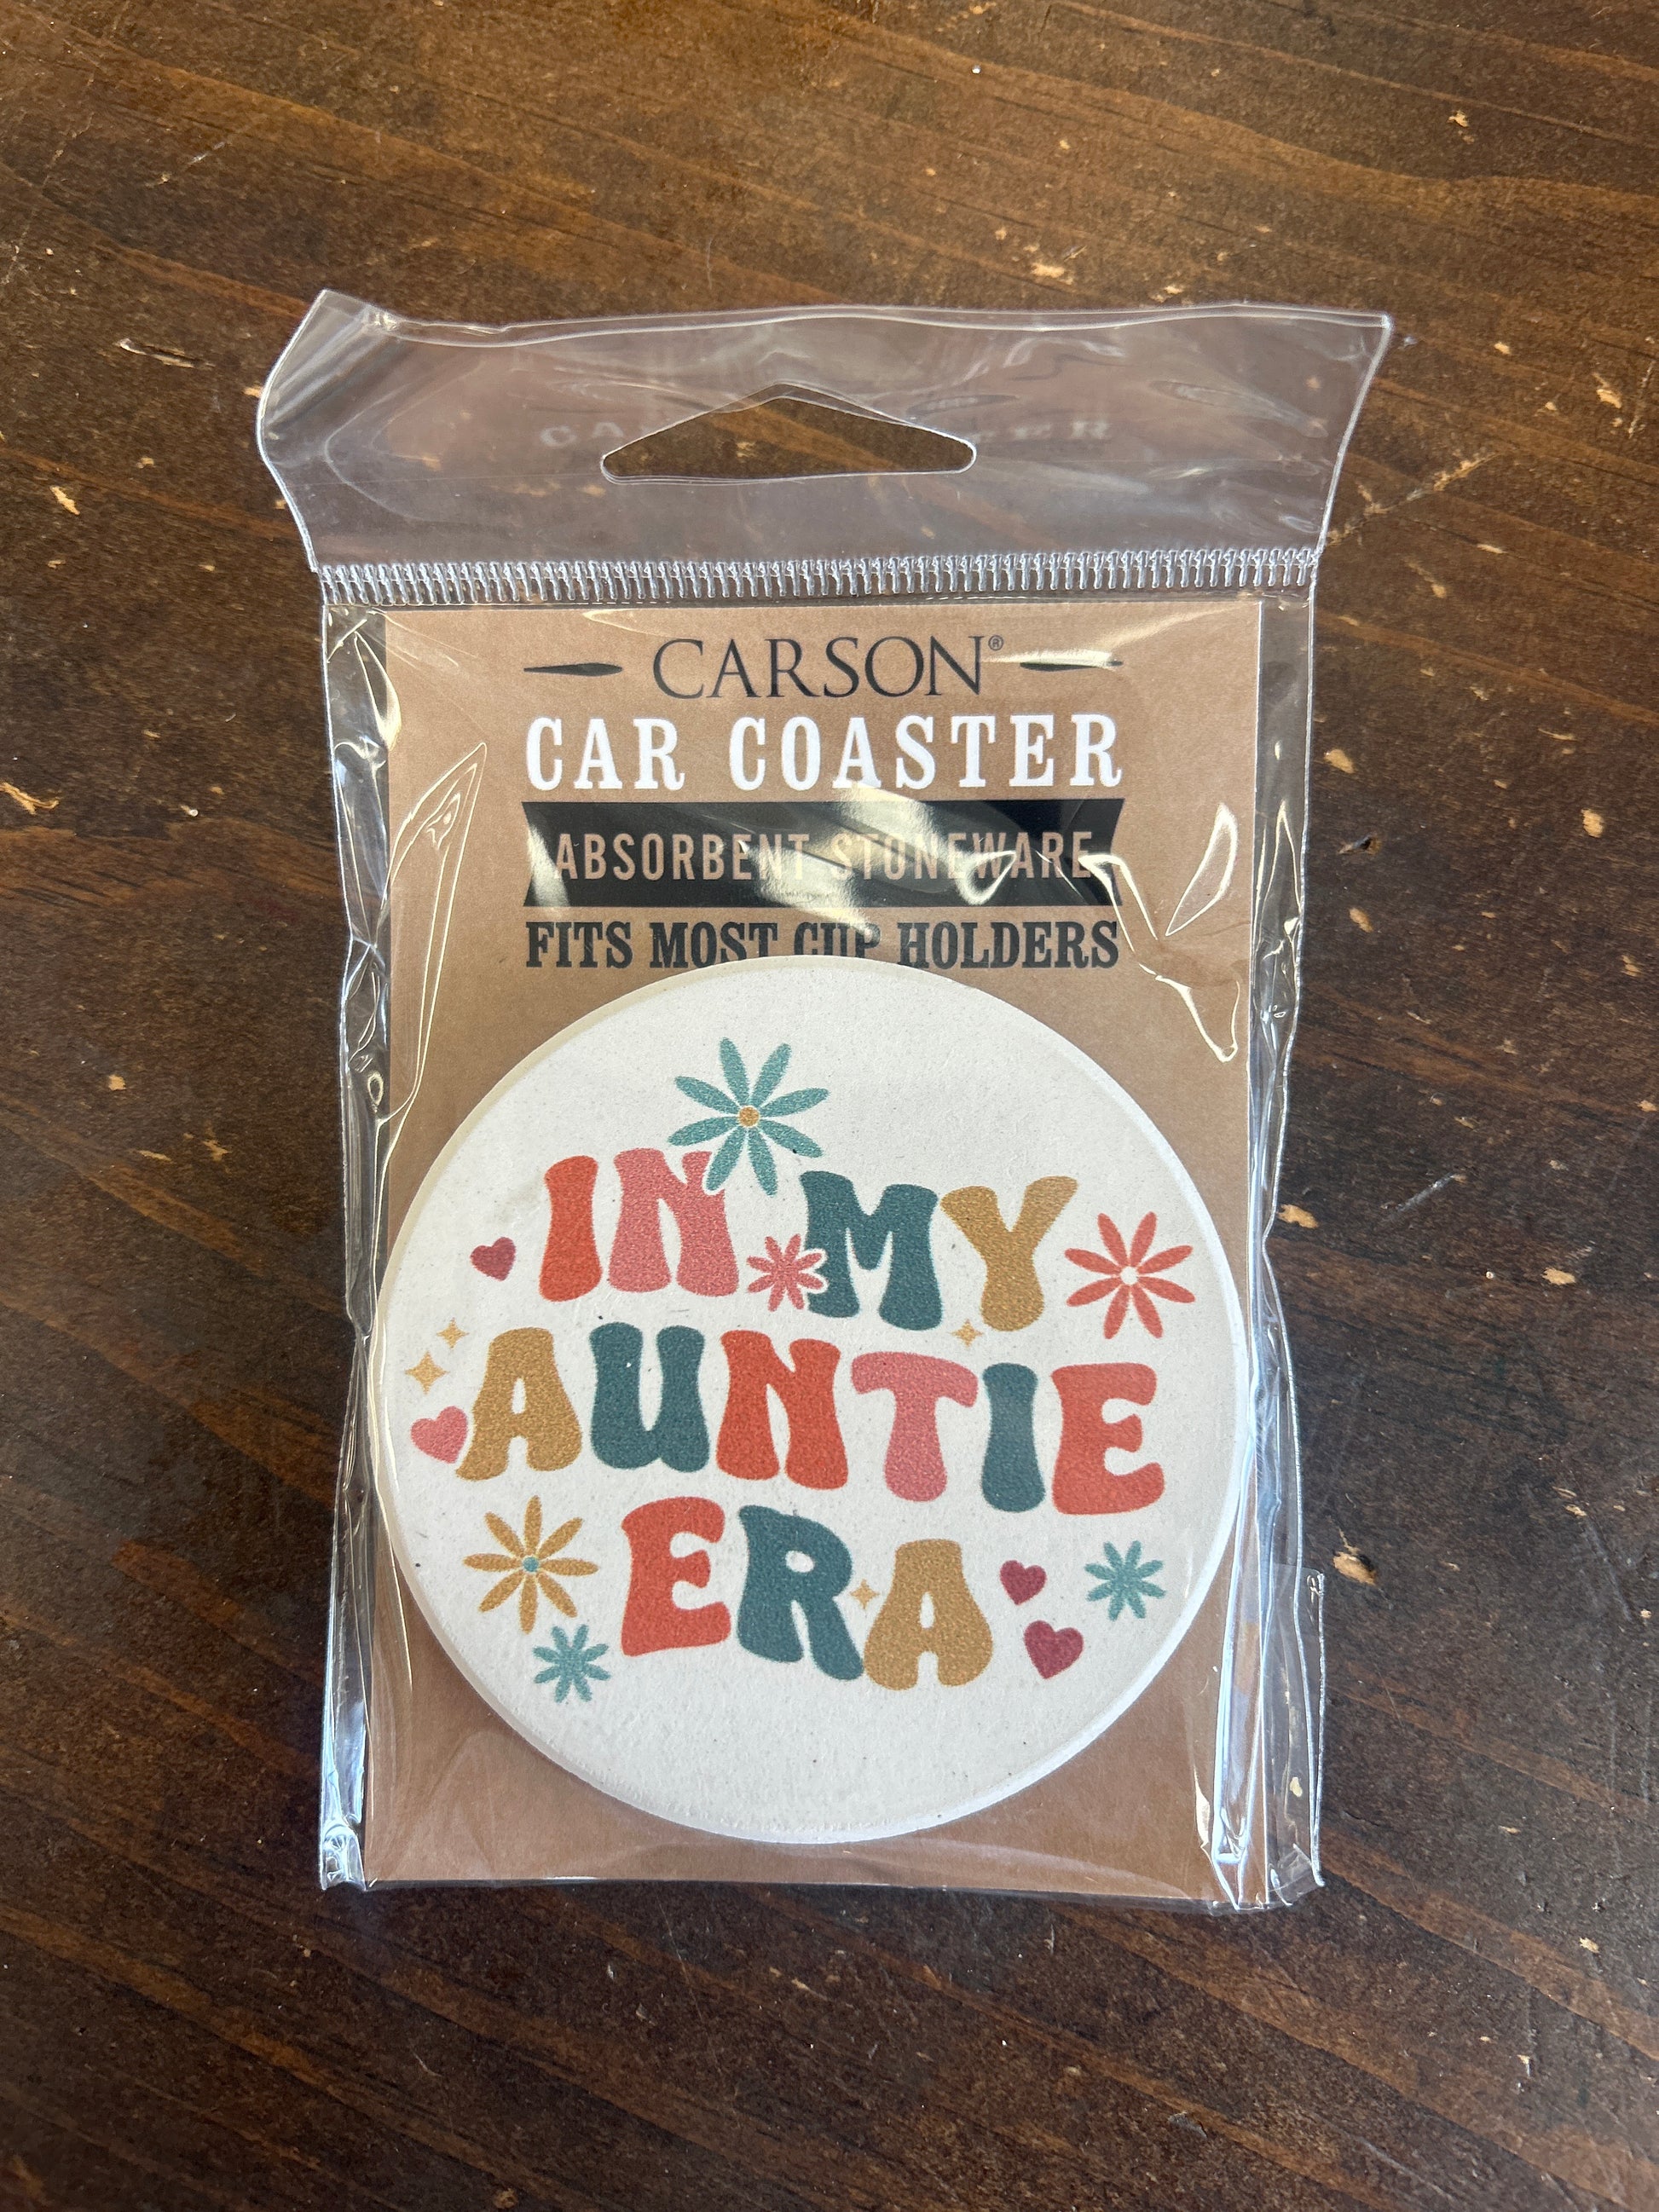 CARSON®
CAR COASTER
ABSORBENT STONEWARE
FITS MOST CUP HOLDERS
IN MY
AUNTIE
ERA